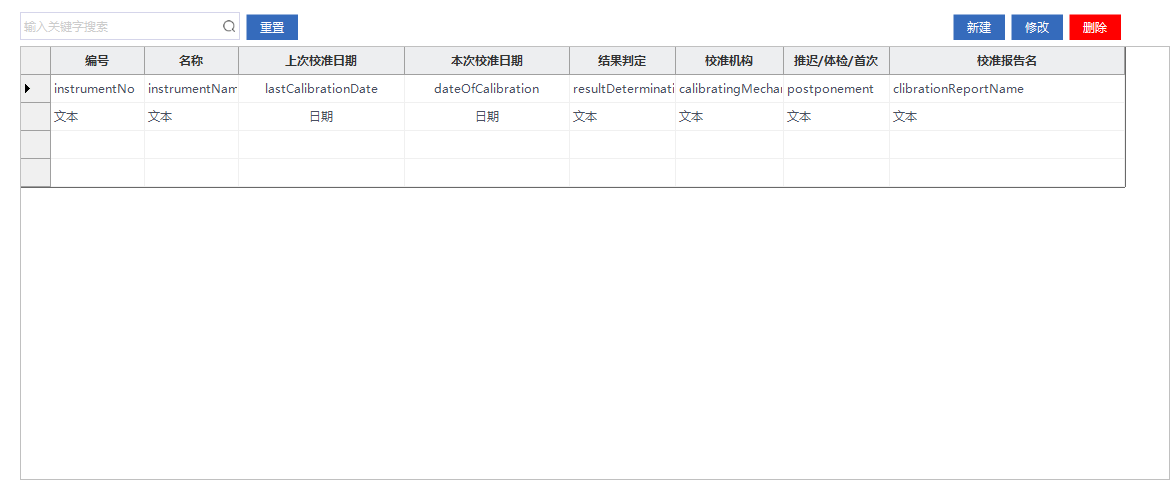 输入关键字搜索 重置 新建 修改 删除
编号 名称 上次校准日期 本次校准日期 结果判定 校准机构 推迟/体检/首次 校准报告名
instrumentNo instrumentNam lastCalibrationDate dateOfCalibration resultDeterminati calibratingMechar postponement clibrationReportName
文本 文本 日期 日期 文本 文本 文本 文本